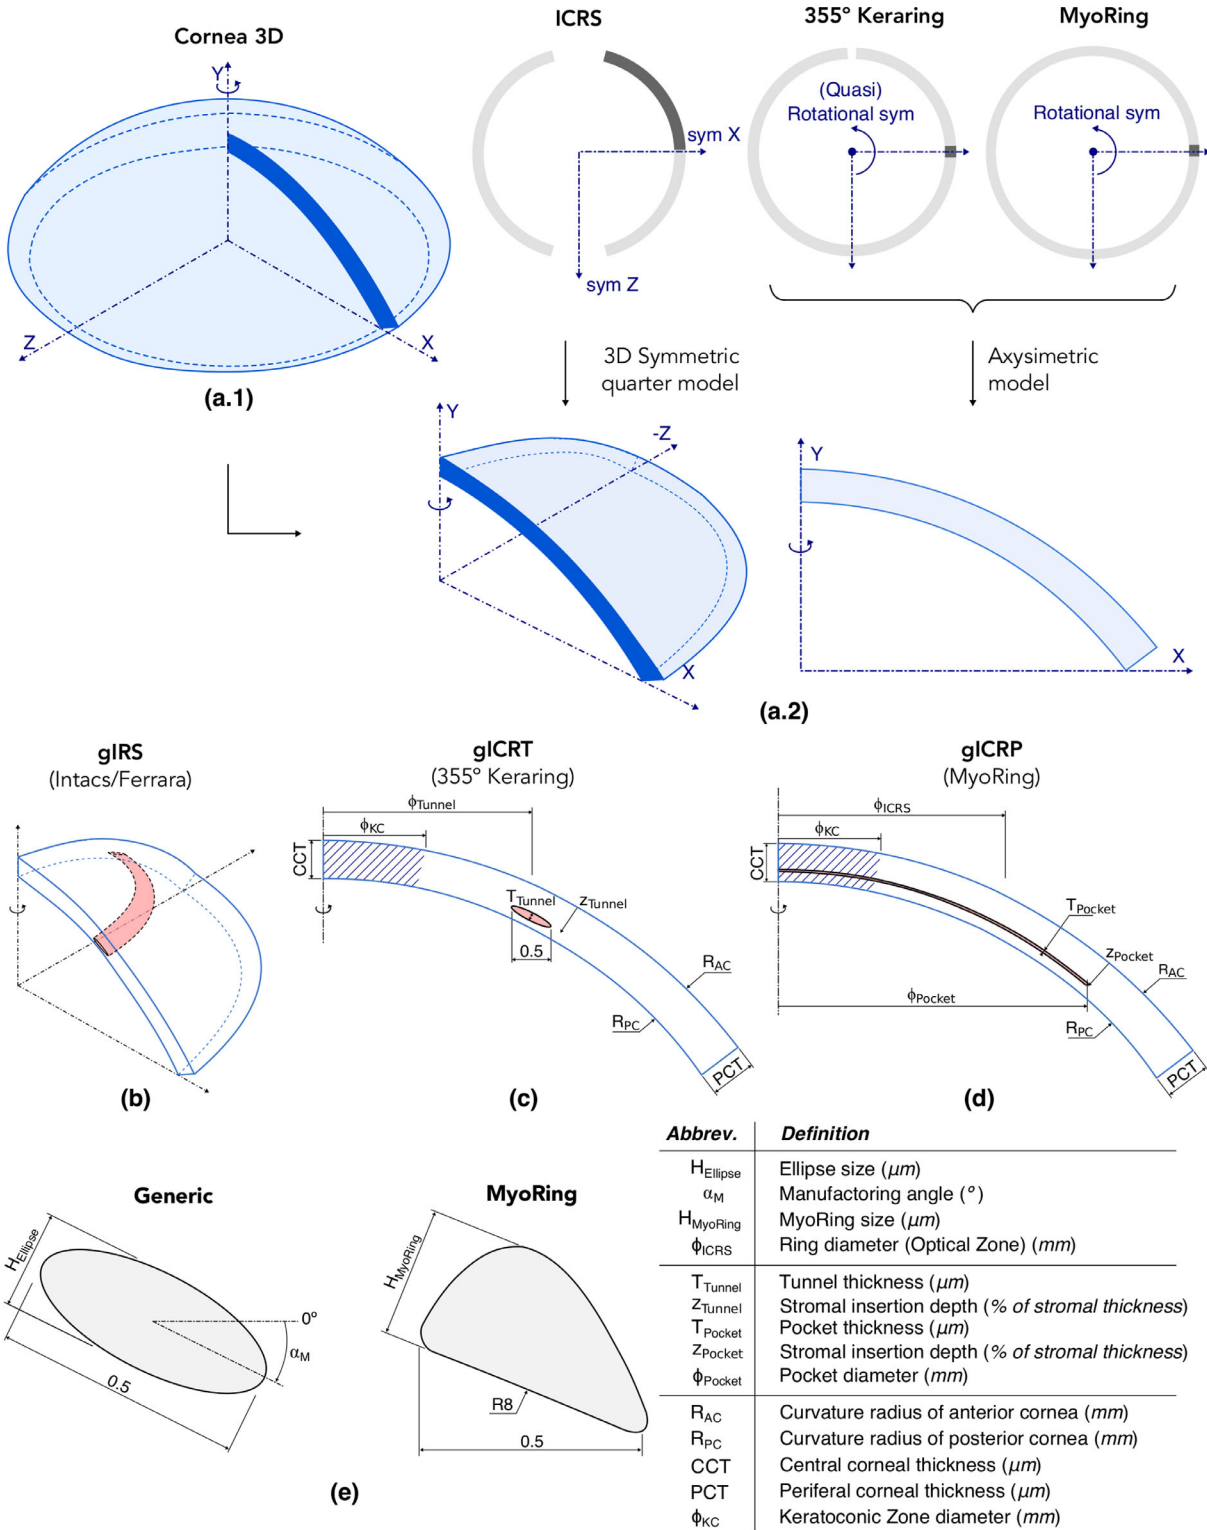 Cornea 3D
Y
Z
X
(a.1)
ICRS
sym X
sym Z
355º Keraring
(Quasi)
Rotational sym
MyoRing
Rotational sym
3D Symmetric
quarter model
Axysimetric
model
Y
-Z
X
Y
X
(a.2)
gIRS
(Intacs/Ferrara)
(b)
gICRT
(355º Keraring)
ϕTunnel
ϕKC
CCT
TTunnel
zTunnel
0.5
RAC
RPC
PCT
(c)
gICRP
(MyoRing)
ϕICRS
ϕKC
CCT
TPocket
zPocket
RAC
ϕPocket
RPC
PCT
(d)
Generic
HEllipse
0º
αM
0.5
MyoRing
HMyoRing
R8
0.5
(e)
Abbrev. Definition
HEllipse Ellipse size (μm)
αM Manufactoring angle (º)
HMyoRing MyoRing size (μm)
ϕICRS Ring diameter (Optical Zone) (mm)
TTunnel Tunnel thickness (μm)
zTunnel Stromal insertion depth (% of stromal thickness)
TPocket Pocket thickness (μm)
zPocket Stromal insertion depth (% of stromal thickness)
ϕPocket Pocket diameter (mm)
RAC Curvature radius of anterior cornea (mm)
RPC Curvature radius of posterior cornea (mm)
CCT Central corneal thickness (μm)
PCT Periferal corneal thickness (μm)
ϕKC Keratoconic Zone diameter (mm)